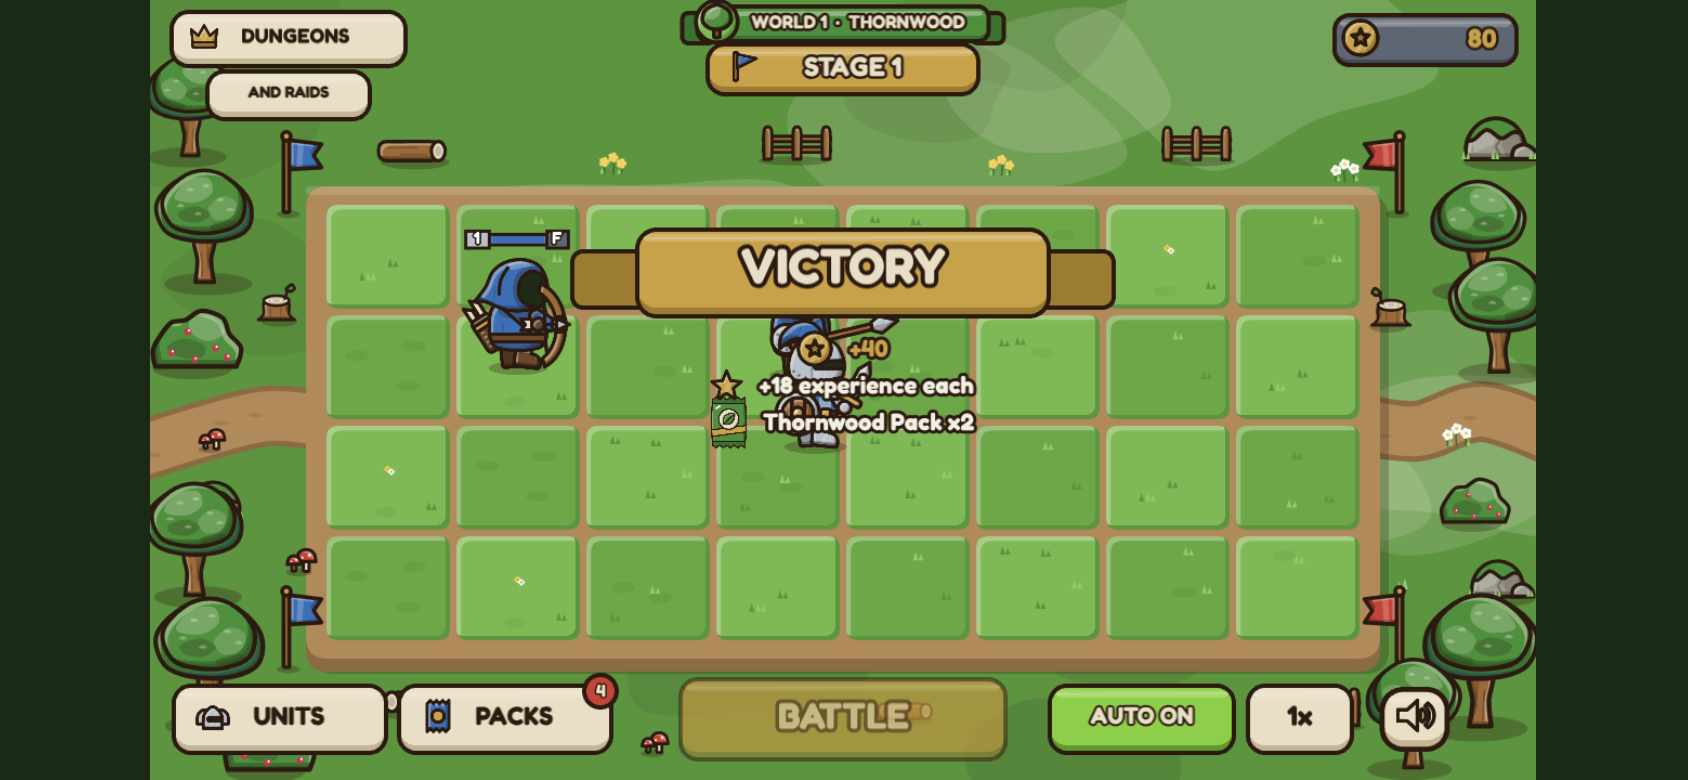 DUNGEONS
AND RAIDS
WORLD 1 • THORNWOOD
STAGE 1
80
1 F
VICTORY
+40
+18 experience each
Thornwood Pack x2
UNITS
PACKS
4
BATTLE
AUTO ON
1x